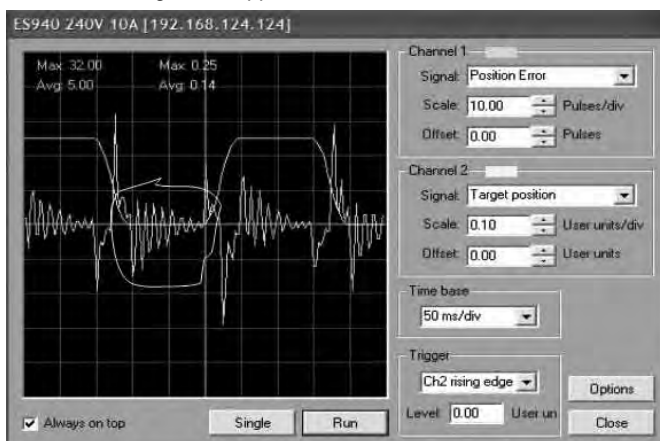 ES940 240V 10A [192.168.124.124]
Max: 32.00 Max: 0.25
Avg: 5.00 Avg: 0.14
Channel 1
Signal: Position Error
Scale: 10.00 Pulses/div
Offset: 0.00 Pulses
Channel 2
Signal: Target position
Scale: 0.10 User units/div
Offset: 0.00 User units
Time base
50 ms/div
Trigger
Ch2 rising edge
Level: 0.00 User un
Options
Always on top
Single
Run
Close